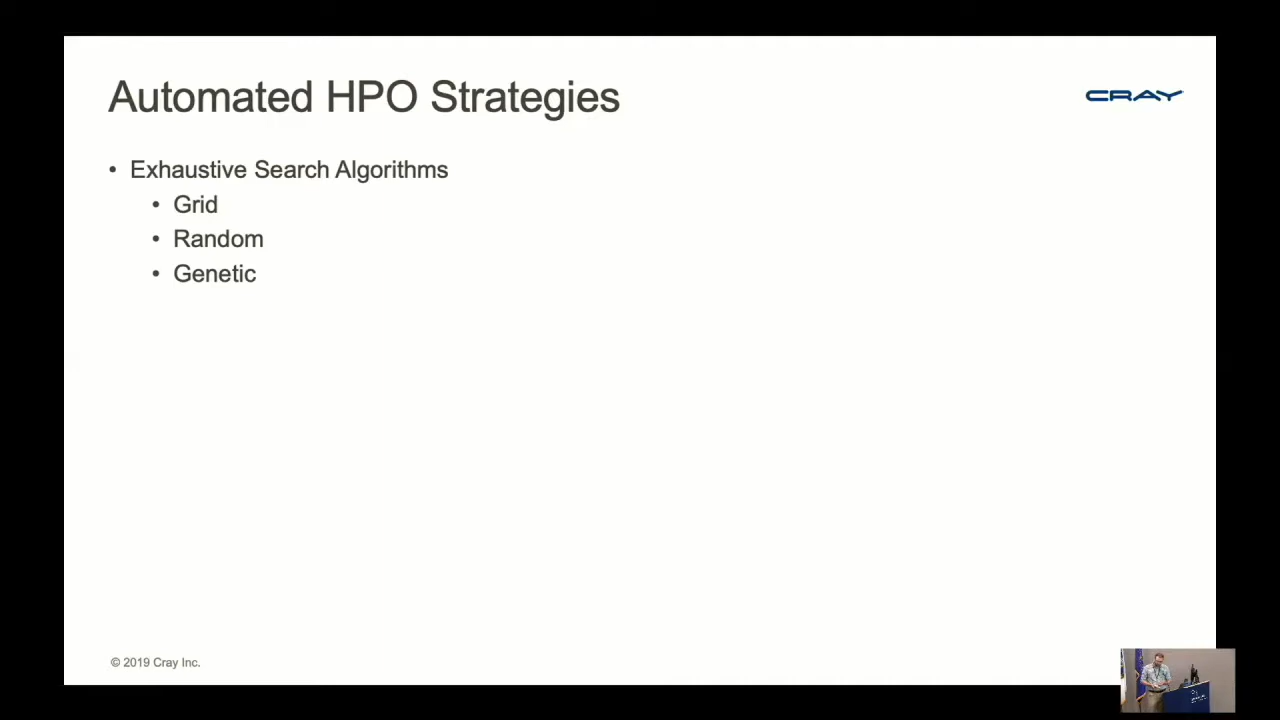 Automated HPO Strategies
CRAY
• Exhaustive Search Algorithms
• Grid
• Random
• Genetic
© 2019 Cray Inc.